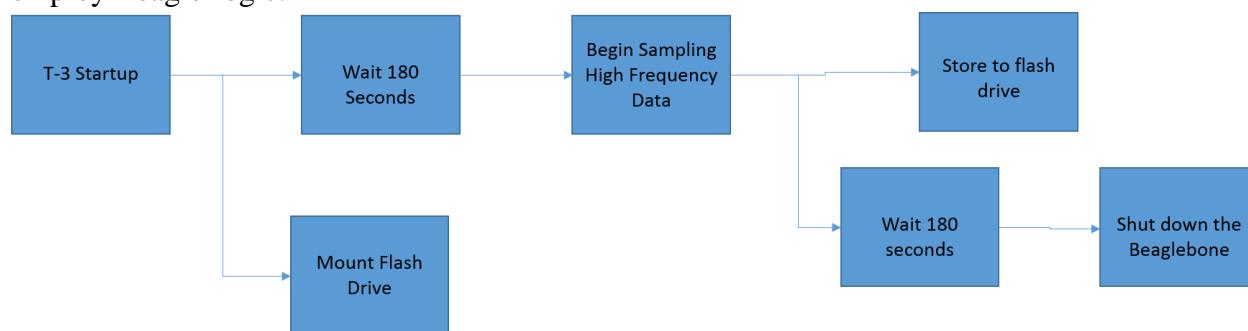 employ
T-3 Startup
Wait 180
Seconds
Begin Sampling
High Frequency
Data
Store to flash
drive
Mount Flash
Drive
Wait 180
seconds
Shut down the
Beaglebone